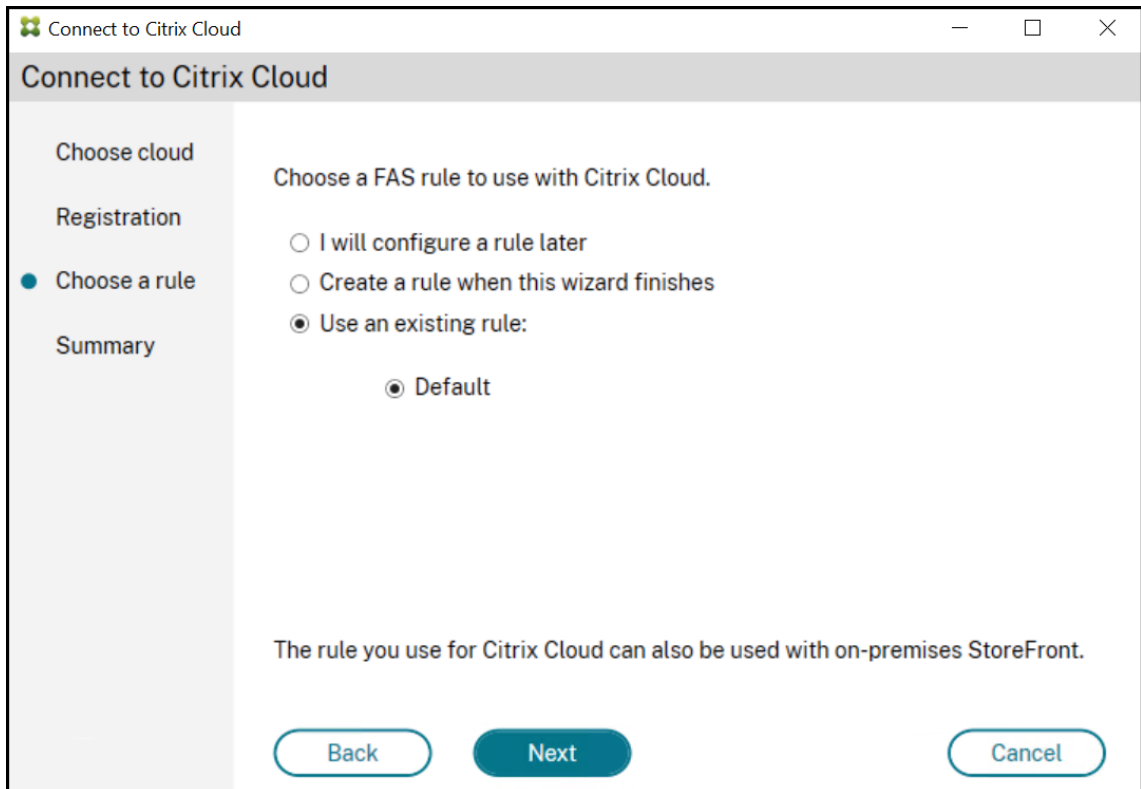 Connect to Citrix Cloud
Connect to Citrix Cloud
Choose cloud
Registration
Choose a rule
Summary
Choose a FAS rule to use with Citrix Cloud.
I will configure a rule later
Create a rule when this wizard finishes
Use an existing rule:
Default
The rule you use for Citrix Cloud can also be used with on-premises StoreFront.
Back
Next
Cancel